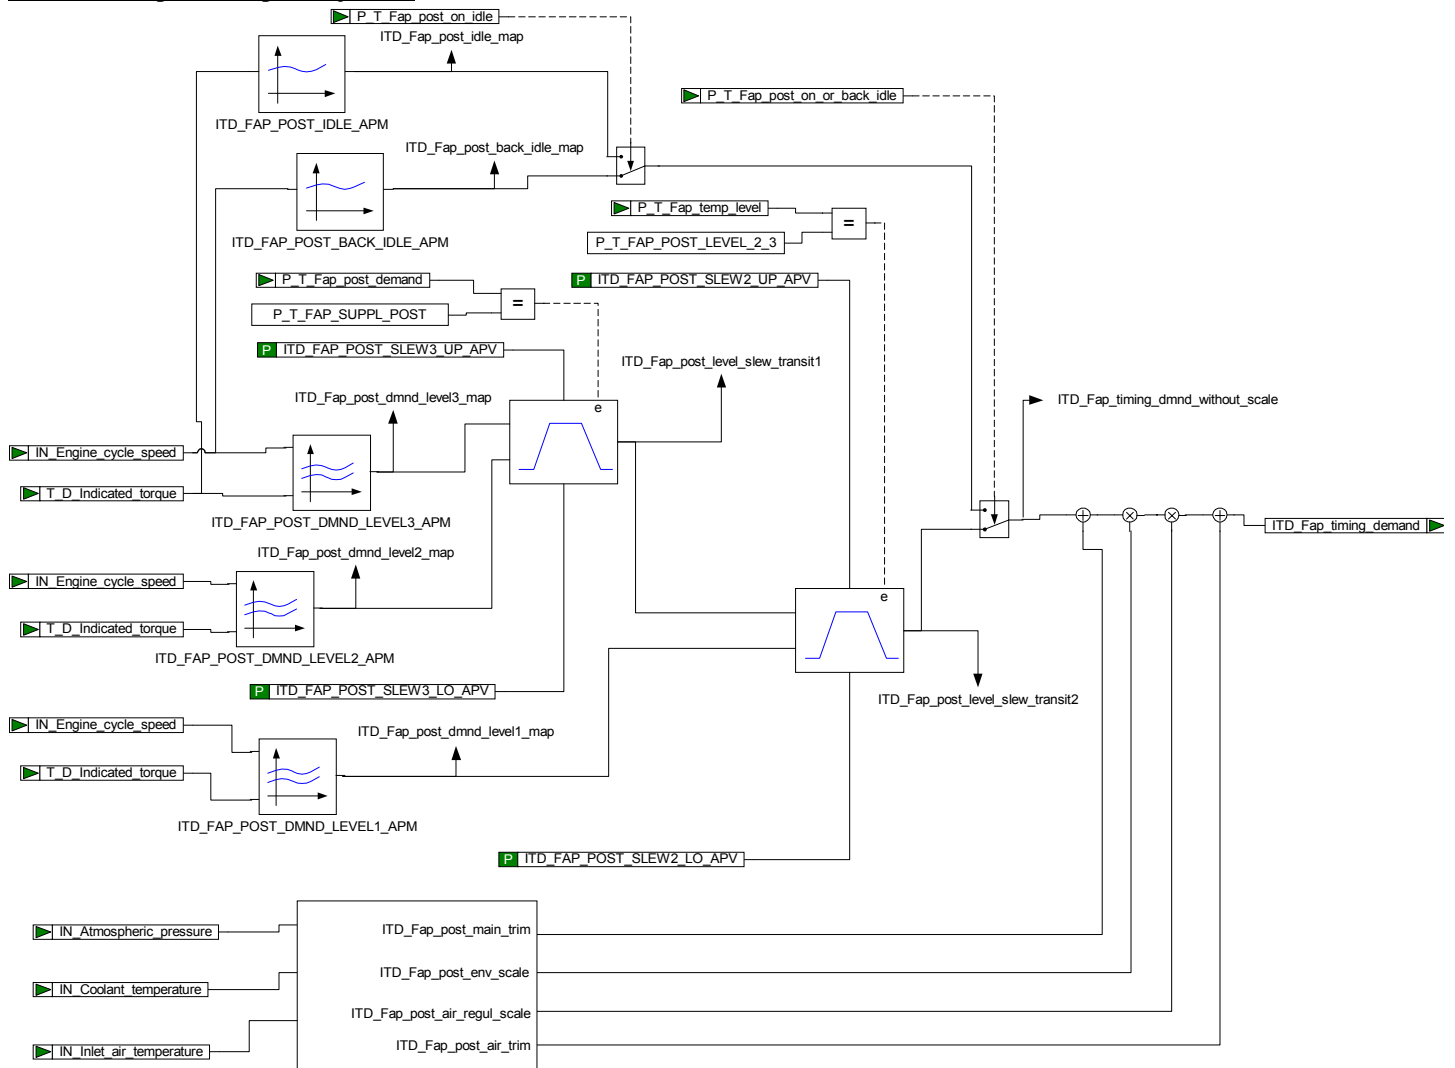 P_T_Fap_post_on_idle
ITD_Fap_post_idle_map
ITD_FAP_POST_IDLE_APM
P_T_Fap_post_on_or_back_idle
ITD_Fap_post_back_idle_map
ITD_FAP_POST_BACK_IDLE_APM
P_T_Fap_temp_level
=
P_T_FAP_POST_LEVEL_2_3
P_T_Fap_post_demand
P ITD_FAP_POST_SLEW2_UP_APV
=
P_T_FAP_SUPPL_POST
P ITD_FAP_POST_SLEW3_UP_APV
ITD_Fap_post_level_slew_transit1
ITD_Fap_post_dmnd_level3_map
e
ITD_Fap_timing_dmnd_without_scale
IN_Engine_cycle_speed
T_D_Indicated_torque
ITD_FAP_POST_DMND_LEVEL3_APM
ITD_Fap_timing_demand
ITD_Fap_post_dmnd_level2_map
IN_Engine_cycle_speed
e
T_D_Indicated_torque
ITD_FAP_POST_DMND_LEVEL2_APM
P ITD_FAP_POST_SLEW3_LO_APV
ITD_Fap_post_level_slew_transit2
IN_Engine_cycle_speed
ITD_Fap_post_dmnd_level1_map
T_D_Indicated_torque
ITD_FAP_POST_DMND_LEVEL1_APM
P ITD_FAP_POST_SLEW2_LO_APV
IN_Atmospheric_pressure
ITD_Fap_post_main_trim
ITD_Fap_post_env_scale
IN_Coolant_temperature
ITD_Fap_post_air_regul_scale
ITD_Fap_post_air_trim
IN_Inlet_air_temperature